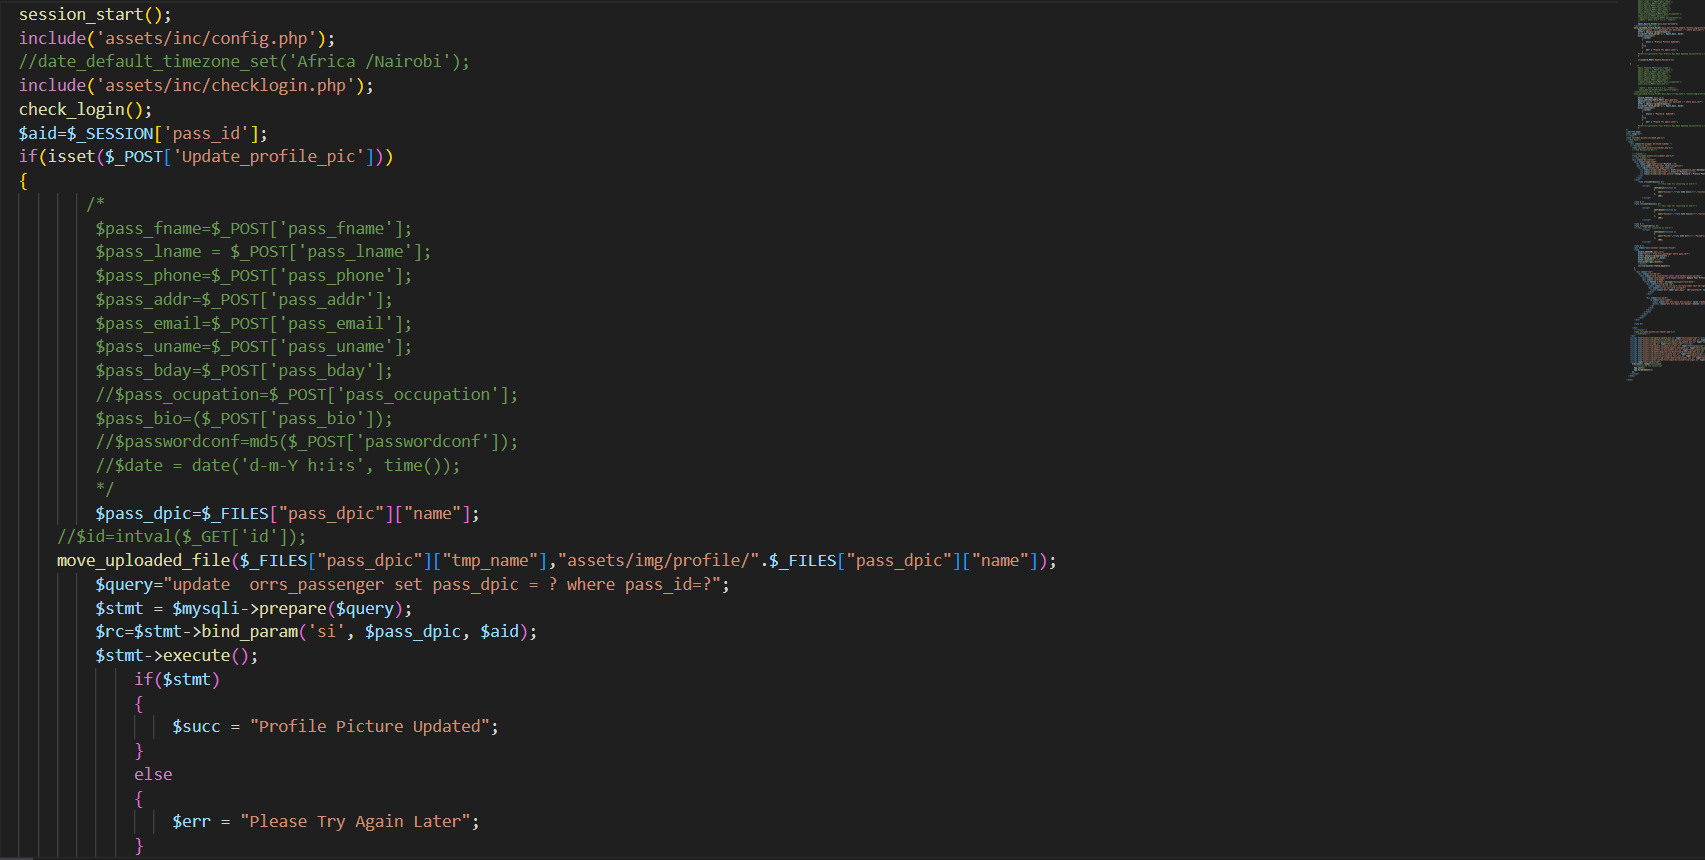 session_start();
include('assets/inc/config.php');
//date_default_timezone_set('Africa /Nairobi');
include('assets/inc/checklogin.php');
check_login();
$aid=$_SESSION['pass_id'];
if(isset($_POST['Update_profile_pic']))
{
/*
$pass_fname=$_POST['pass_fname'];
$pass_lname = $_POST['pass_lname'];
$pass_phone=$_POST['pass_phone'];
$pass_addr=$_POST['pass_addr'];
$pass_email=$_POST['pass_email'];
$pass_uname=$_POST['pass_uname'];
$pass_bday=$_POST['pass_bday'];
//$pass_ocupation=$_POST['pass_occupation'];
$pass_bio=($_POST['pass_bio']);
//$passwordconf=md5($_POST['passwordconf']);
//$date = date('d-m-Y h:i:s', time());
*/
$pass_dpic=$_FILES["pass_dpic"]["name"];
//$id=intval($_GET['id']);
move_uploaded_file($_FILES["pass_dpic"]["tmp_name"],"assets/img/profile/".$_FILES["pass_dpic"]["name"]);
$query="update  orrs_passenger set pass_dpic = ? where pass_id=?";
$stmt = $mysqli->prepare($query);
$rc=$stmt->bind_param('si', $pass_dpic, $aid);
$stmt->execute();
if($stmt)
{
$succ = "Profile Picture Updated";
}
else
{
$err = "Please Try Again Later";
}